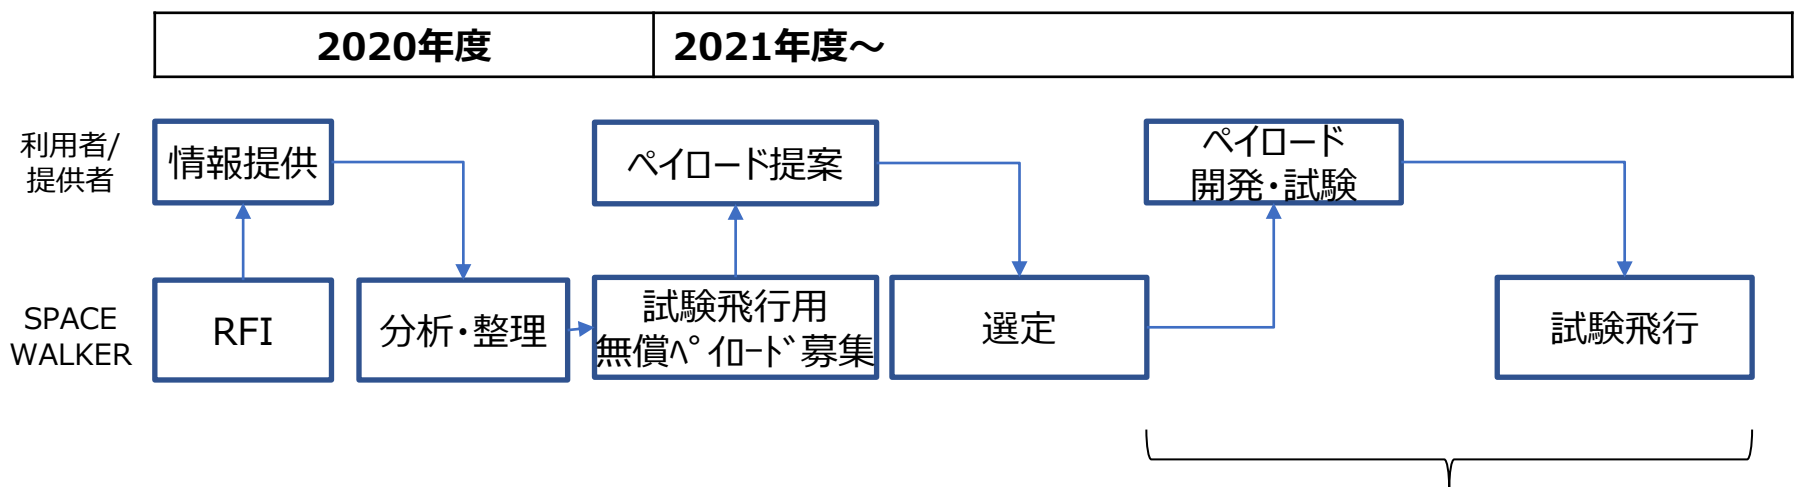 2020年度
2021年度～
利用者/
提供者
情報提供
ペイロード提案
ペイロード
開発・試験
SPACE
WALKER
RFI
分析・整理
試験飛行用
無償ﾍﾟｲﾛｰﾄﾞ募集
選定
試験飛行